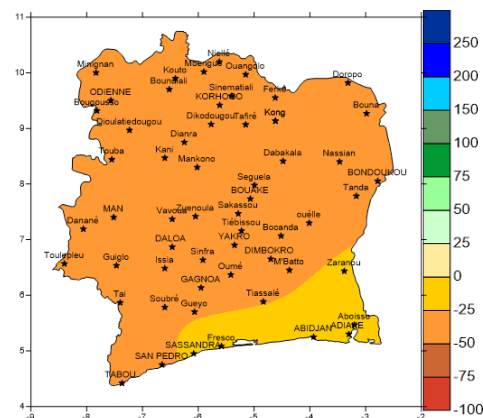 11
Niellé
Minignan
Kouto
Mbengué
Ouangolo
10
Doropo
250
ODIENNE
Boundiali
Sinematiali
Ferké
200
Bougousso
KORHOGO
Bouna
150
Dioulatiedougou
Dikodougou
Tafiré
Kong
9
Dianra
100
Touba
Kani
Mankono
Dabakala
Nassian
BONDOUKOU
75
8
Seguela
BOUAKE
Tanda
MAN
Vavoua
Zuenoula
Sakassou
ouélle
50
Danané
Tiébissou
Bocanda
7
DALOA
YAKRO
25
Toulepleu
Guiglo
Issia
Sinfra
DIMBOKRO
Zaranou
Oumé
M'Batto
0
6
Tai
Soubré
GAGNOA
Gueyo
Tiassalé
-25
Aboisso
5
SASSANDRA
Fresco
ABIDJAN
ADIAKE
SAN PEDRO
-50
TABOU
4
-100
-9
-8
-7
-6
-5
-4
-3
-2